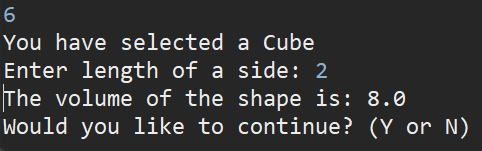 6
You have selected a Cube
Enter length of a side: 2
The volume of the shape is: 8.0
Would you like to continue? (Y or N)